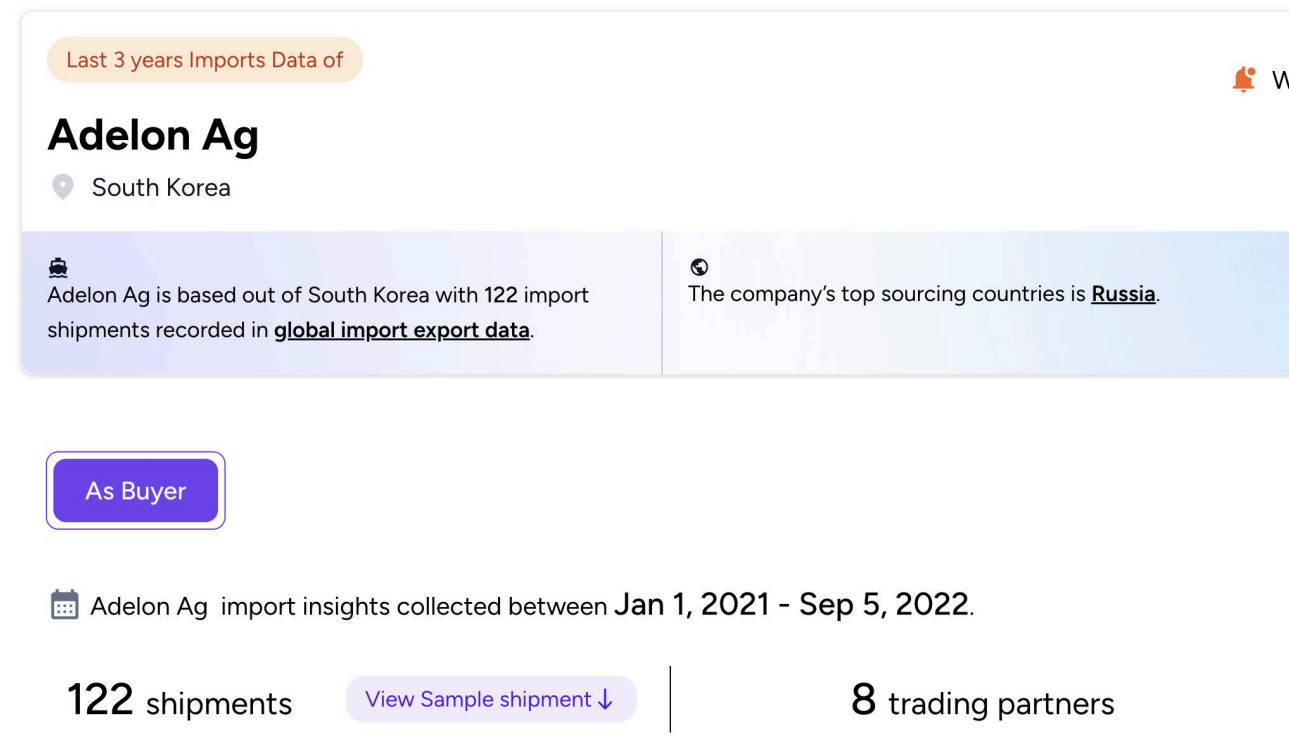 Last 3 years Imports Data of
W
Adelon Ag
South Korea
Adelon Ag is based out of South Korea with 122 import
shipments recorded in global import export data.
The company’s top sourcing countries is Russia.
As Buyer
Adelon Ag import insights collected between Jan 1, 2021 - Sep 5, 2022.
122 shipments
View Sample shipment ↓
8 trading partners